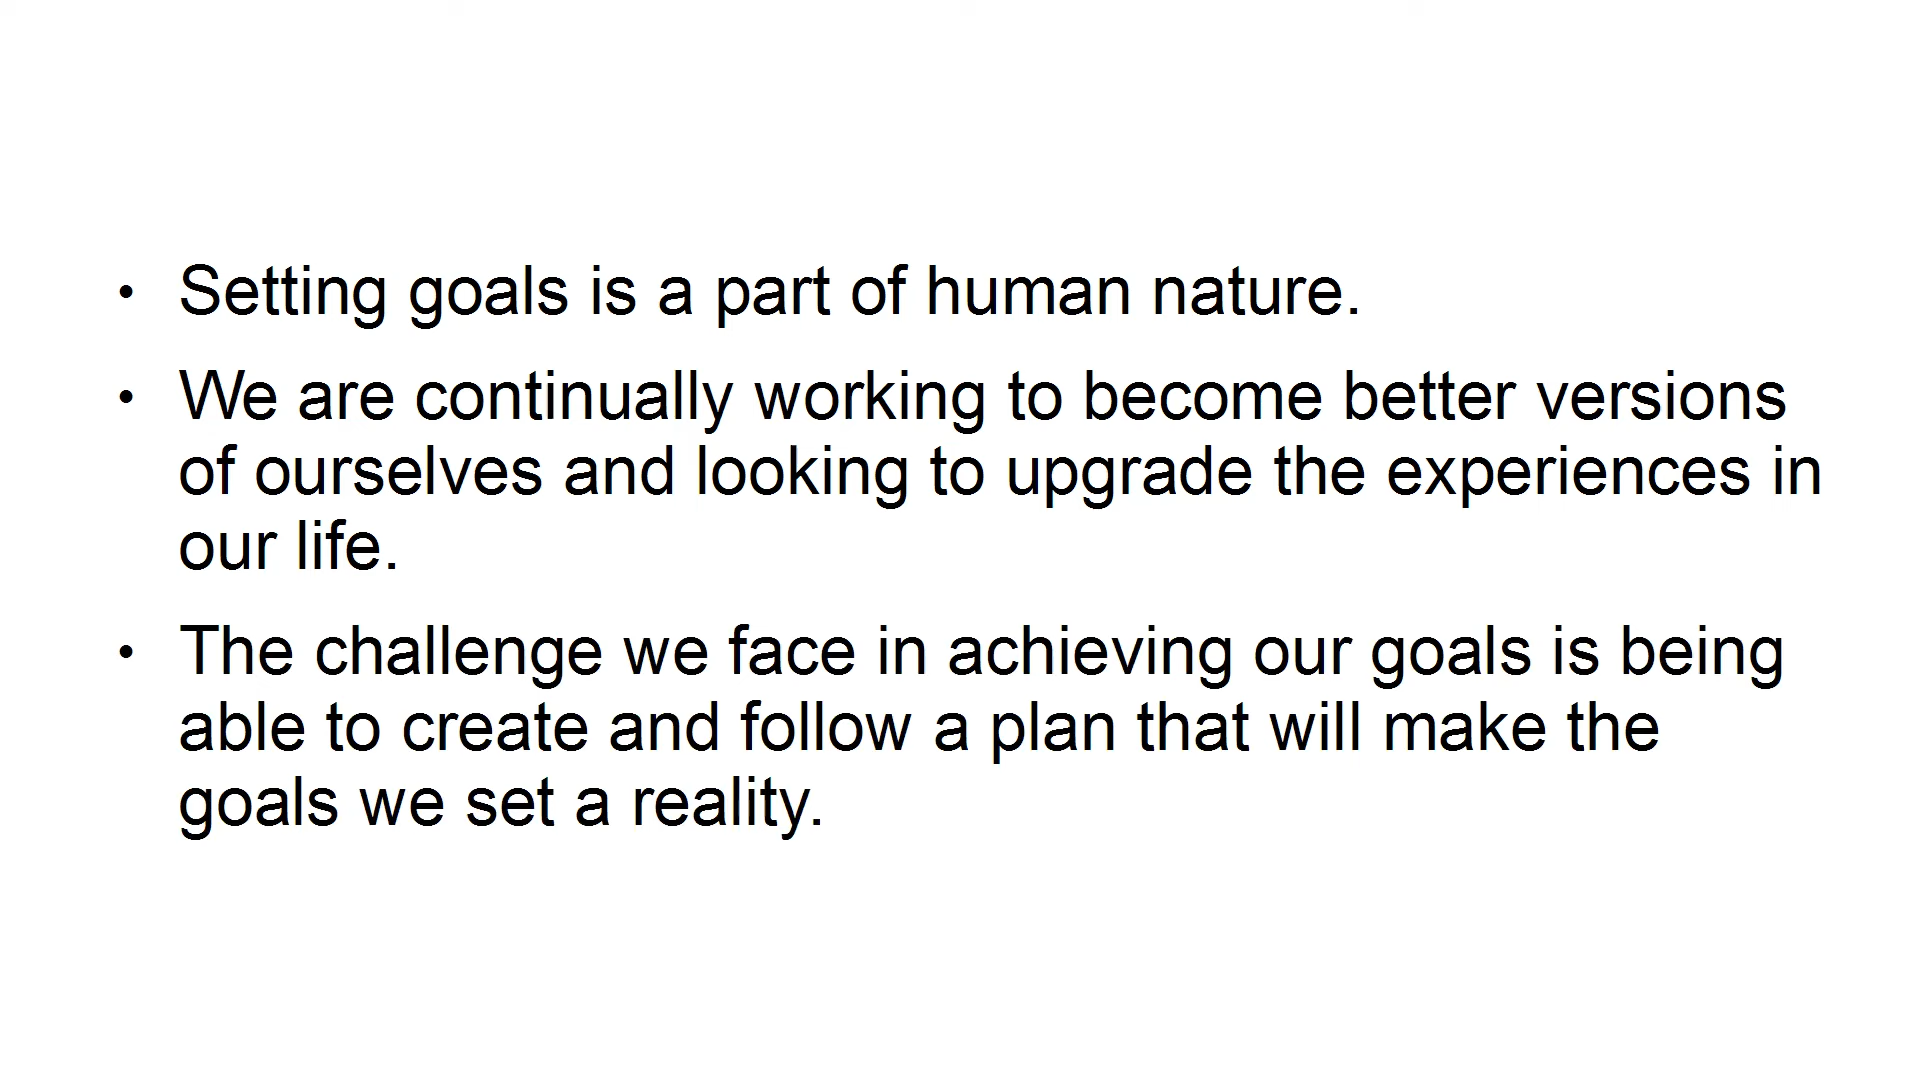 • Setting goals is a part of human nature.
• We are continually working to become better versions
of ourselves and looking to upgrade the experiences in
our life.
• The challenge we face in achieving our goals is being
able to create and follow a plan that will make the
goals we set a reality.